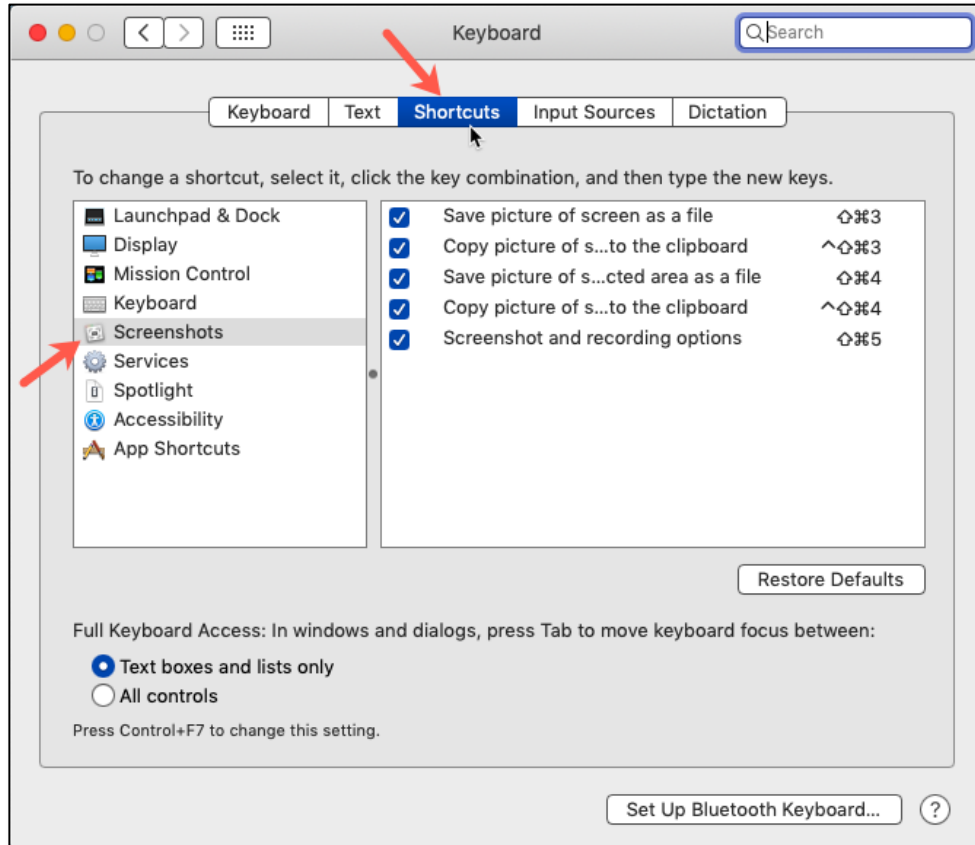 Keyboard
Search
Keyboard
Text
Shortcuts
Input Sources
Dictation
To change a shortcut, select it, click the key combination, and then type the new keys.
Launchpad & Dock
Display
Mission Control
Keyboard
Screenshots
Services
Spotlight
Accessibility
App Shortcuts
Save picture of screen as a file ⇧⌘3
Copy picture of s...to the clipboard ^⇧⌘3
Save picture of s...cted area as a file ⇧⌘4
Copy picture of s...to the clipboard ^⇧⌘4
Screenshot and recording options ⇧⌘5
Restore Defaults
Full Keyboard Access: In windows and dialogs, press Tab to move keyboard focus between:
Text boxes and lists only
All controls
Press Control+F7 to change this setting.
Set Up Bluetooth Keyboard...
?